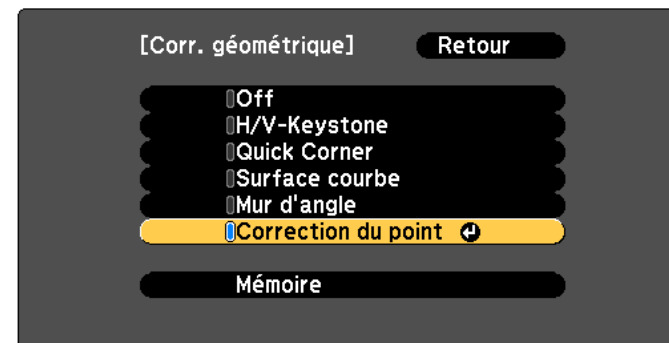 [Corr. géométrique] Retour
Off
H/V-Keystone
Quick Corner
Surface courbe
Mur d'angle
Correction du point
Mémoire